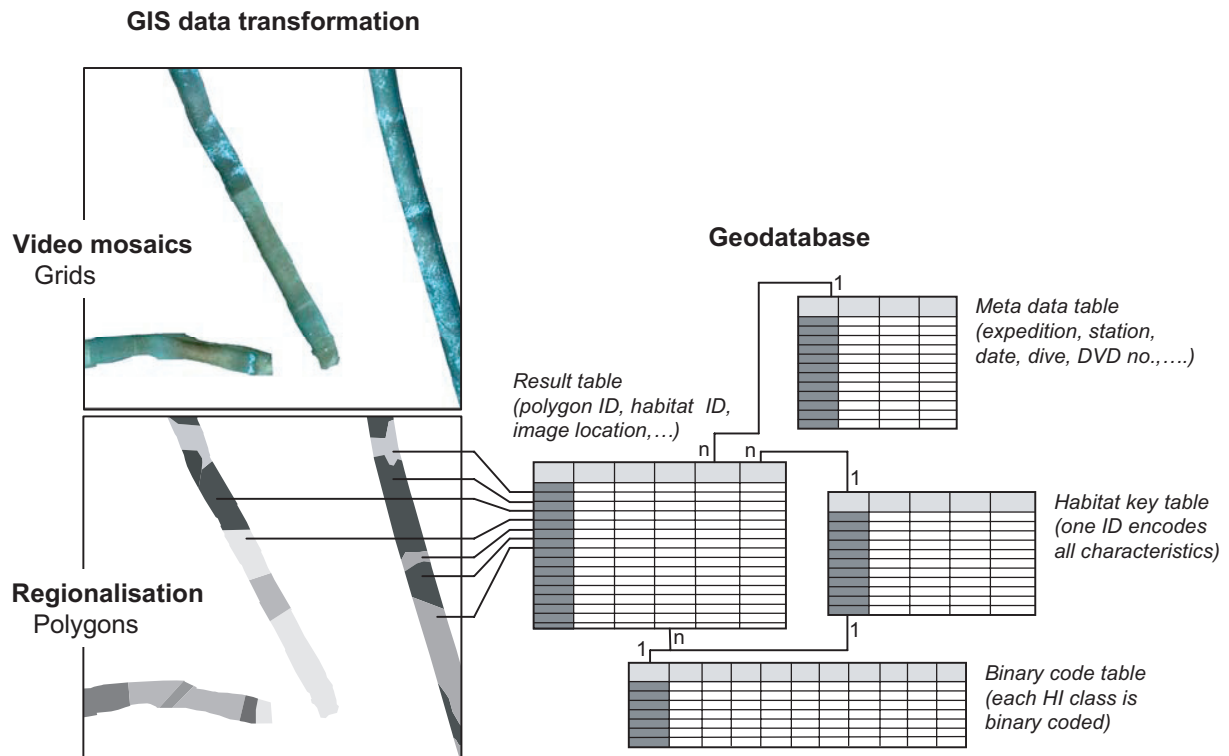 GIS data transformation
Video mosaics
Grids
Regionalisation
Polygons
Geodatabase
1
Meta data table
(expedition, station,
date, dive, DVD no.,....)
Result table
(polygon ID, habitat ID,
image location,...)
n
n
1
Habitat key table
(one ID encodes
all characteristics)
1
n
1
Binary code table
(each HI class is
binary coded)